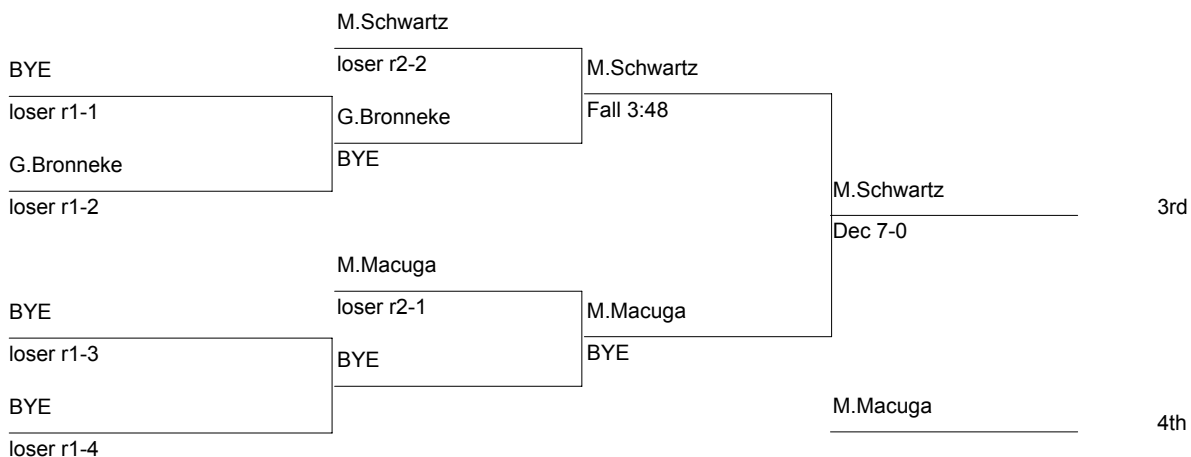 M.Schwartz
BYE
loser r2-2
M.Schwartz
loser r1-1
G.Bronneke
Fall 3:48
G.Bronneke
BYE
loser r1-2
M.Schwartz
3rd
Dec 7-0
M.Macuga
BYE
loser r2-1
M.Macuga
loser r1-3
BYE
BYE
BYE
M.Macuga
4th
loser r1-4